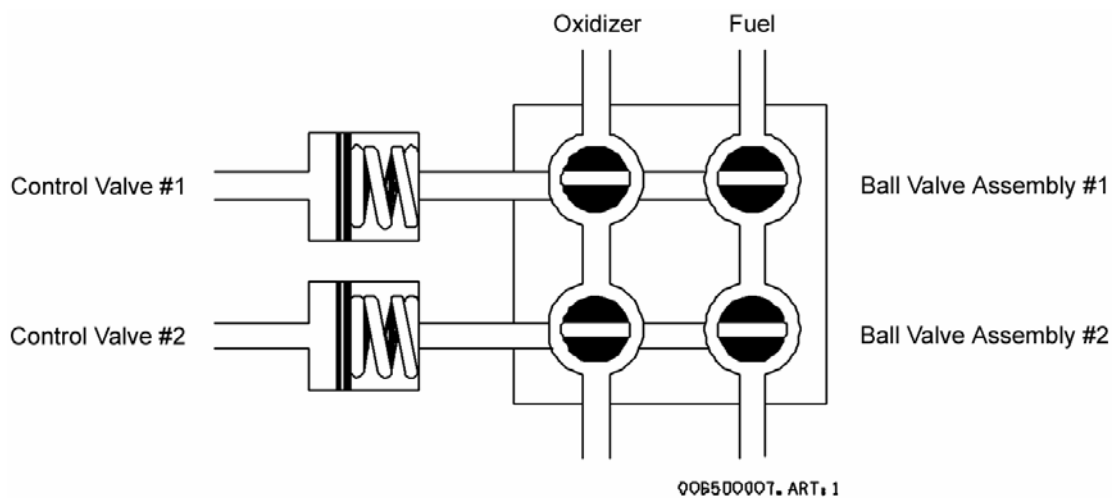 Oxidizer Fuel
Control Valve #1 Ball Valve Assembly #1
Control Valve #2 Ball Valve Assembly #2
006500007.ART;1